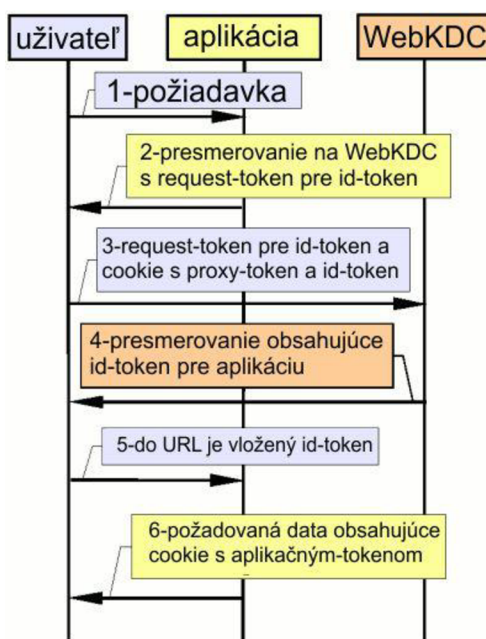 užívateľ
aplikácia
WebKDC
1-požiadavka
2-presmerovanie na WebKDC
s request-token pre id-token
3-request-token pre id-token a
cookie s proxy-token a id-token
4-presmerovanie obsahujúce
id-token pre aplikáciu
5-do URL je vložený id-token
6-požadovaná data obsahujúce
cookie s aplikačným-tokenom